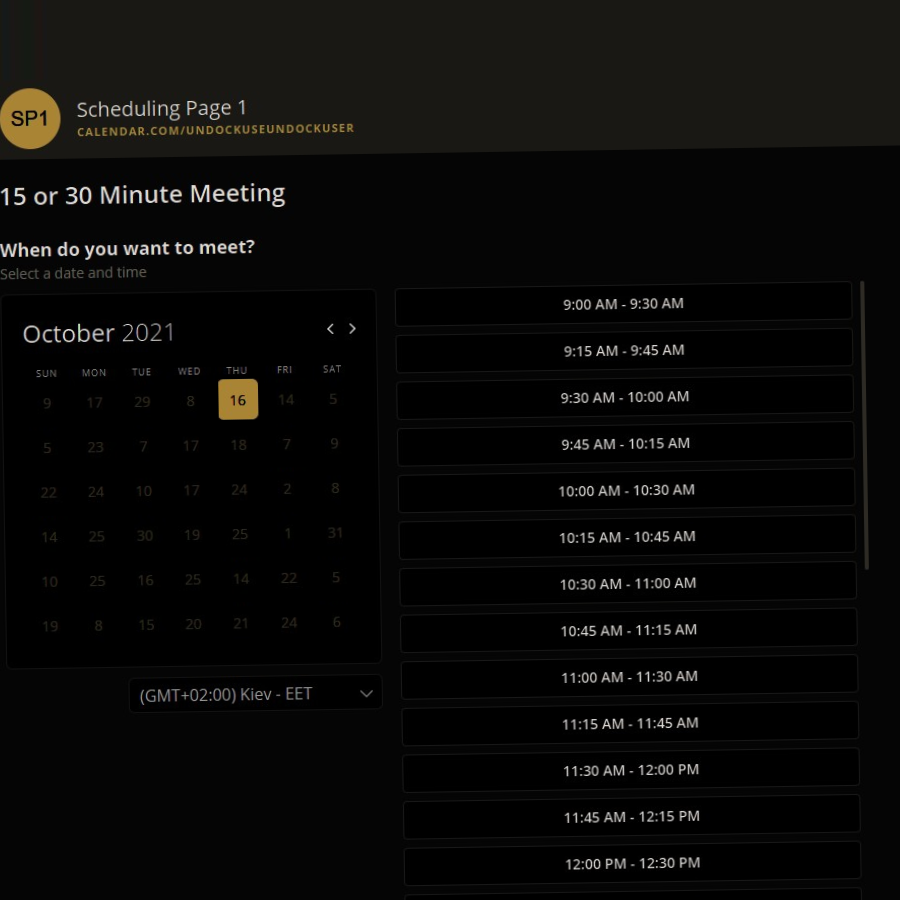 SP1
Scheduling Page 1
CALENDAR.COM/UNDOCKUSEUNDOCKUSER
15 or 30 Minute Meeting
When do you want to meet?
Select a date and time
October 2021
SUN MON TUE WED THU FRI SAT
9 17 29 8 16 14 5
5 23 7 17 18 7 9
22 24 10 17 24 2 8
14 25 30 19 25 1 31
10 25 16 25 14 22 5
19 8 15 20 21 24 6
(GMT+02:00) Kiev - EET
9:00 AM - 9:30 AM
9:15 AM - 9:45 AM
9:30 AM - 10:00 AM
9:45 AM - 10:15 AM
10:00 AM - 10:30 AM
10:15 AM - 10:45 AM
10:30 AM - 11:00 AM
10:45 AM - 11:15 AM
11:00 AM - 11:30 AM
11:15 AM - 11:45 AM
11:30 AM - 12:00 PM
11:45 AM - 12:15 PM
12:00 PM - 12:30 PM